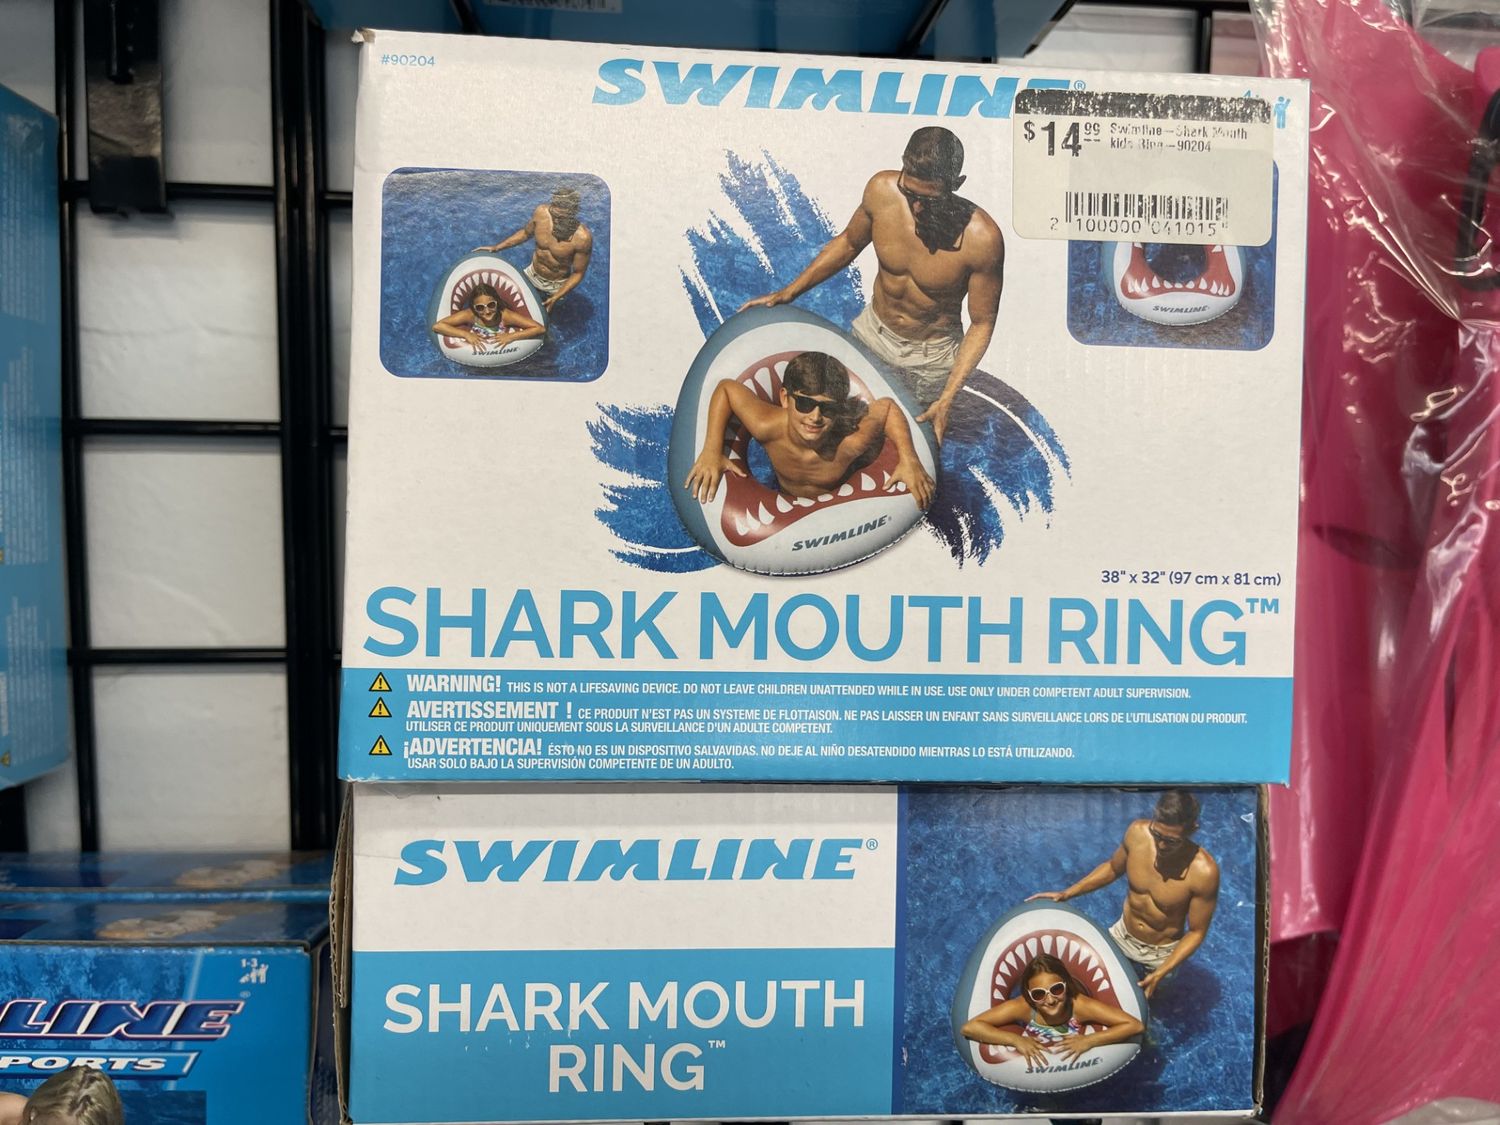 #90204
SWIMLINE®
$14.99
Swimline—Shark Mouth
kids Ring—90204
2 100000 041015
SWIMLINE
SWIMLINE
SWIMLINE®
38" x 32" (97 cm x 81 cm)
SHARK MOUTH RING™
WARNING! THIS IS NOT A LIFESAVING DEVICE. DO NOT LEAVE CHILDREN UNATTENDED WHILE IN USE. USE ONLY UNDER COMPETENT ADULT SUPERVISION.
AVERTISSEMENT ! CE PRODUIT N'EST PAS UN SYSTEME DE FLOTTAISON. NE PAS LAISSER UN ENFANT SANS SURVEILLANCE LORS DE L'UTILISATION DU PRODUIT.
UTILISER CE PRODUIT UNIQUEMENT SOUS LA SURVEILLANCE D'UN ADULTE COMPETENT.
¡ADVERTENCIA! ÉSTO NO ES UN DISPOSITIVO SALVAVIDAS. NO DEJE AL NIÑO DESATENDIDO MIENTRAS LO ESTÁ UTILIZANDO.
USAR SOLO BAJO LA SUPERVISIÓN COMPETENTE DE UN ADULTO.
SWIMLINE®
SHARK MOUTH
RING™
SWIMLINE
1-3
LINE®
PORTS